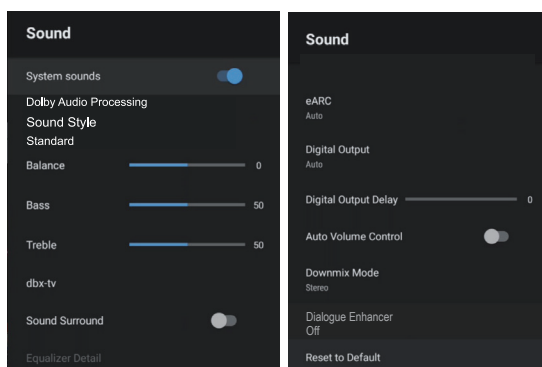 Sound
System sounds
Dolby Audio Processing
Sound Style
Standard
Balance 0
Bass 50
Treble 50
dbx-tv
Sound Surround
Equalizer Detail
Sound
eARC
Auto
Digital Output
Auto
Digital Output Delay 0
Auto Volume Control
Downmix Mode
Stereo
Dialogue Enhancer
Off
Reset to Default